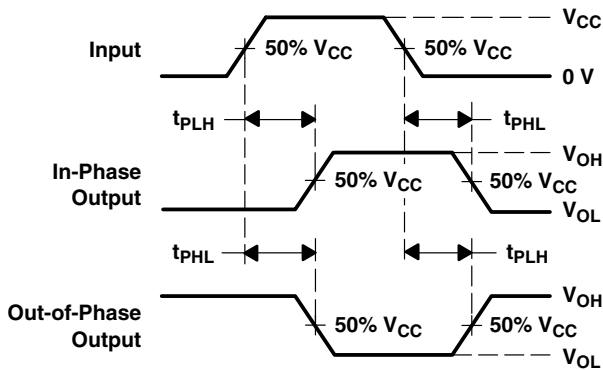 VCC
Input
50% VCC
50% VCC
0 V
tPLH
tPHL
VOH
In-Phase
Output
50% VCC
50% VCC
VOL
tPHL
tPLH
VOH
Out-of-Phase
Output
50% VCC
50% VCC
VOL